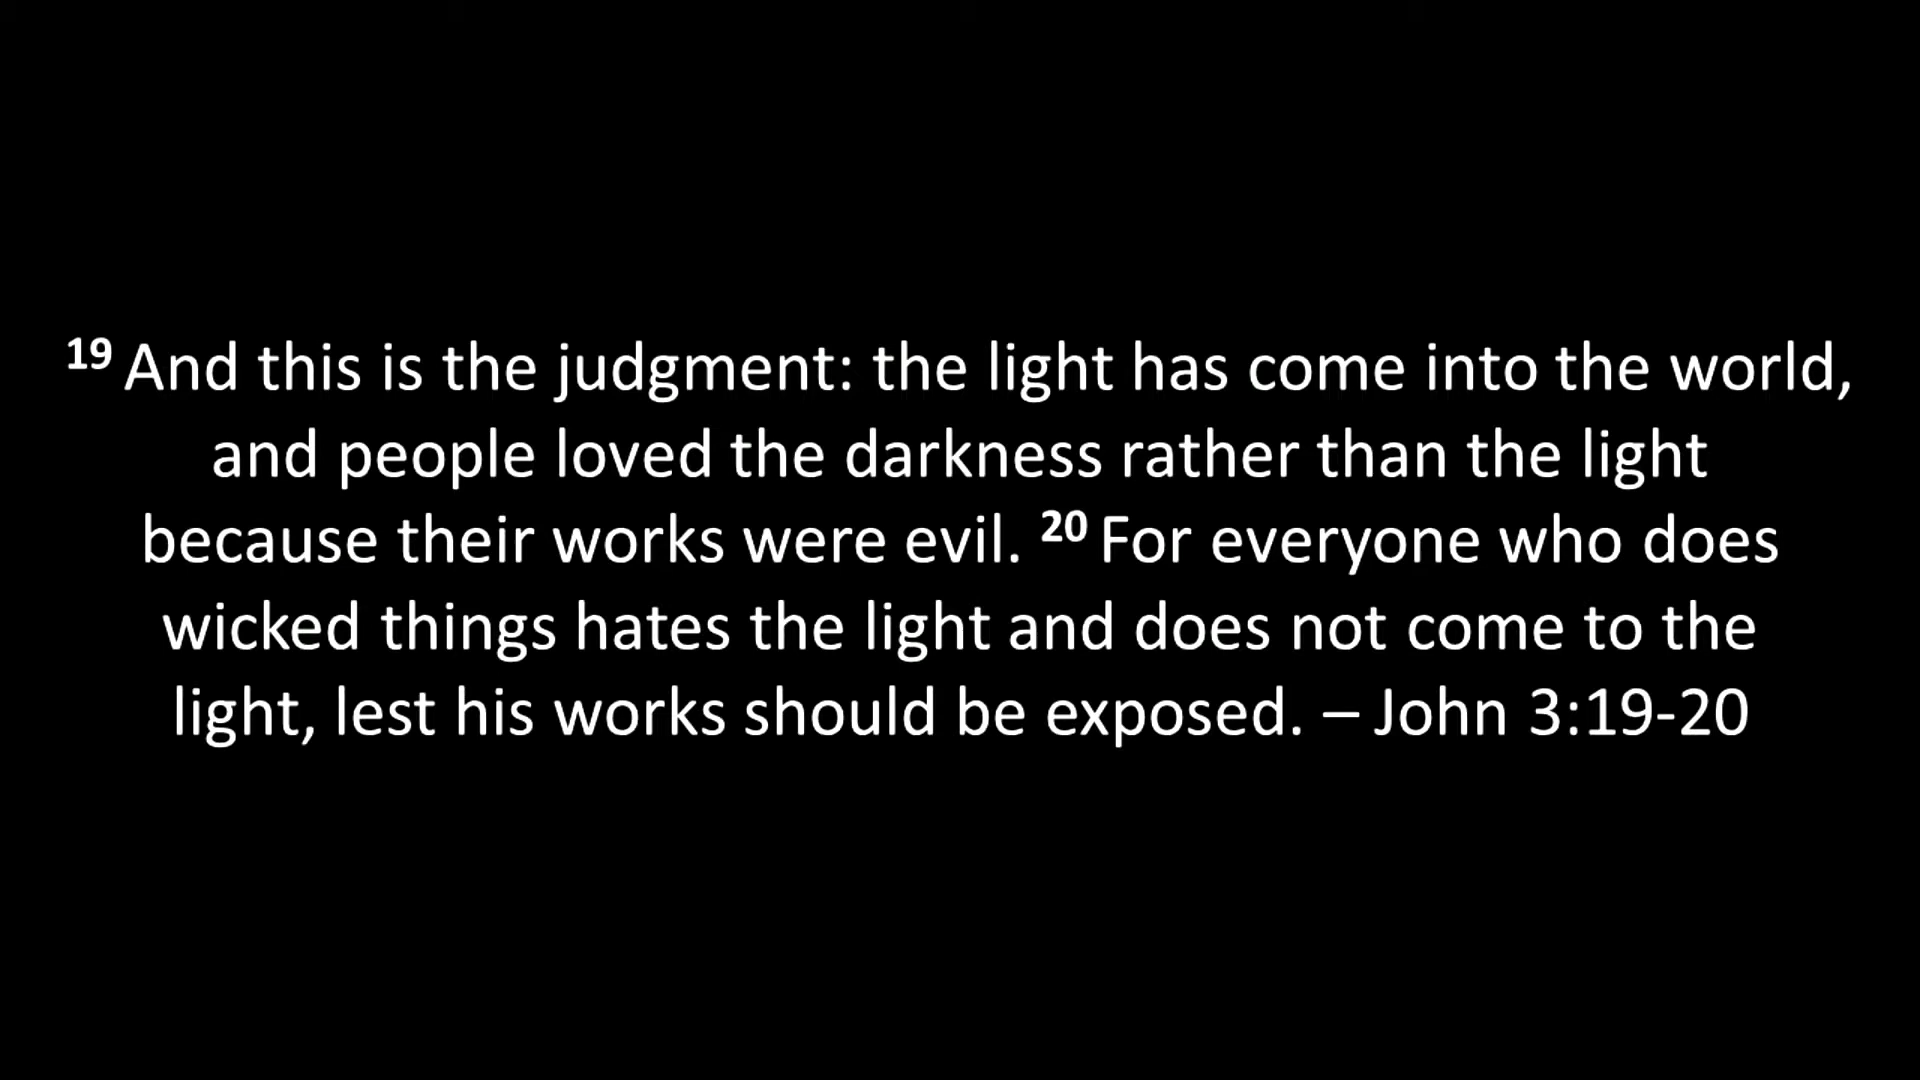 19 And this is the judgment: the light has come into the world,
and people loved the darkness rather than the light
because their works were evil. 20 For everyone who does
wicked things hates the light and does not come to the
light, lest his works should be exposed. – John 3:19-20